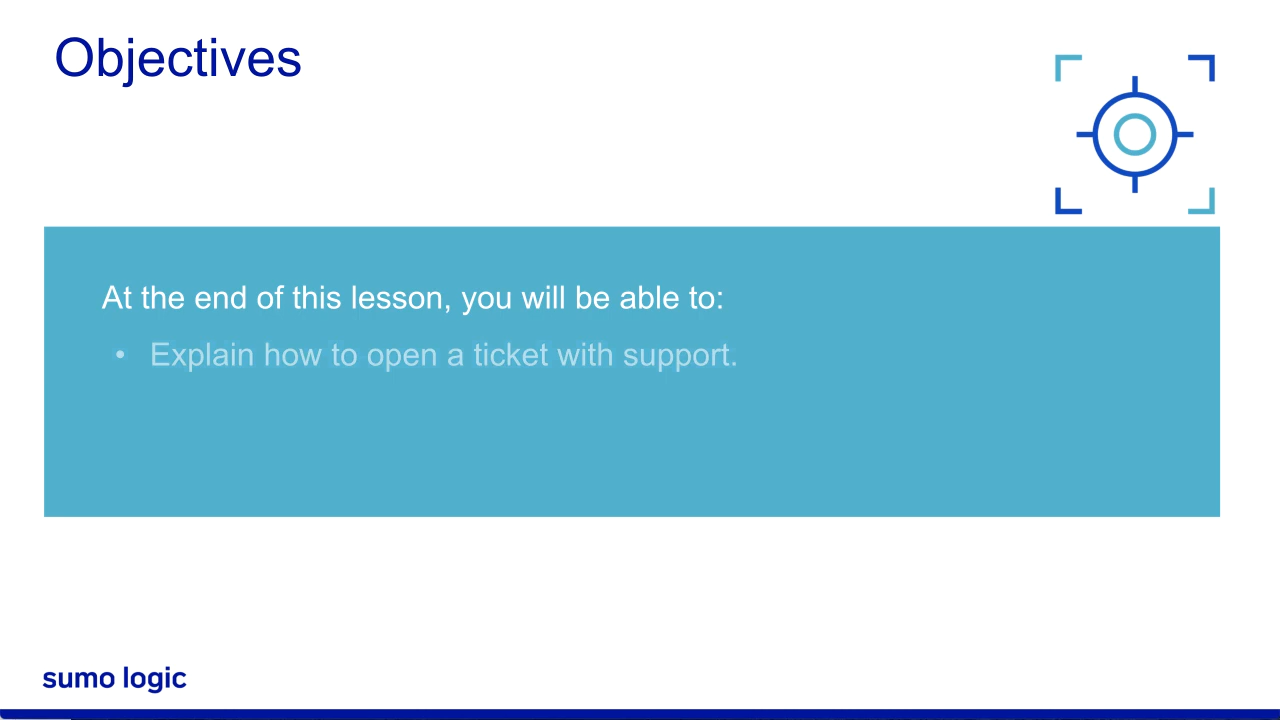 Objectives
At the end of this lesson, you will be able to:
• Explain how to open a ticket with support.
sumo logic